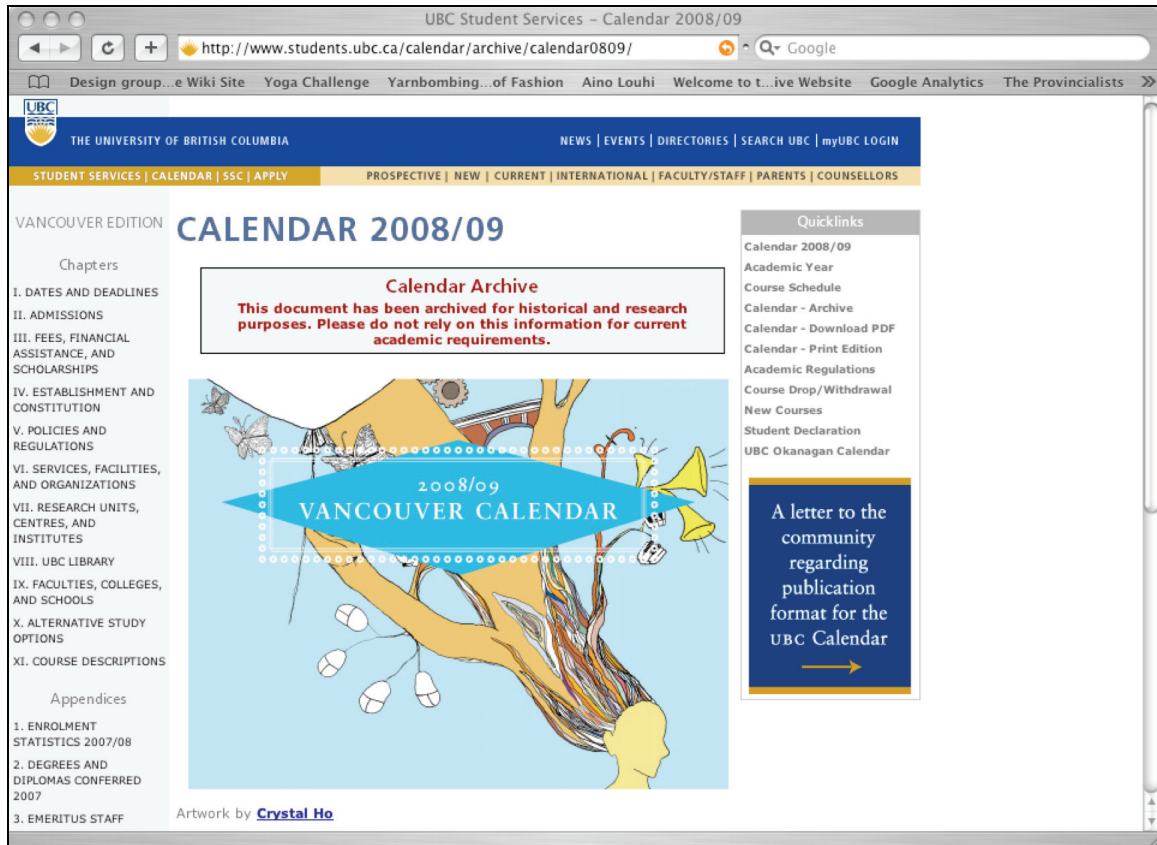 UBC Student Services – Calendar 2008/09
http://www.students.ubc.ca/calendar/archive/calendar0809/
Google
Design group...e Wiki Site Yoga Challenge Yarnbombing...of Fashion Aino Louhi Welcome to t...ive Website Google Analytics The Provincialists
UBC
THE UNIVERSITY OF BRITISH COLUMBIA
NEWS | EVENTS | DIRECTORIES | SEARCH UBC | myUBC LOGIN
STUDENT SERVICES | CALENDAR | SSC | APPLY
PROSPECTIVE | NEW | CURRENT | INTERNATIONAL | FACULTY/STAFF | PARENTS | COUNSELLORS
VANCOUVER EDITION
Chapters
I. DATES AND DEADLINES
II. ADMISSIONS
III. FEES, FINANCIAL
ASSISTANCE, AND
SCHOLARSHIPS
IV. ESTABLISHMENT AND
CONSTITUTION
V. POLICIES AND
REGULATIONS
VI. SERVICES, FACILITIES,
AND ORGANIZATIONS
VII. RESEARCH UNITS,
CENTRES, AND
INSTITUTES
VIII. UBC LIBRARY
IX. FACULTIES, COLLEGES,
AND SCHOOLS
X. ALTERNATIVE STUDY
OPTIONS
XI. COURSE DESCRIPTIONS
Appendices
1. ENROLMENT
STATISTICS 2007/08
2. DEGREES AND
DIPLOMAS CONFERRED
2007
3. EMERITUS STAFF
CALENDAR 2008/09
Calendar Archive
This document has been archived for historical and research
purposes. Please do not rely on this information for current
academic requirements.
2008/09
VANCOUVER CALENDAR
Artwork by Crystal Ho
Quicklinks
Calendar 2008/09
Academic Year
Course Schedule
Calendar - Archive
Calendar - Download PDF
Calendar - Print Edition
Academic Regulations
Course Drop/Withdrawal
New Courses
Student Declaration
UBC Okanagan Calendar
A letter to the
community
regarding
publication
format for the
UBC Calendar